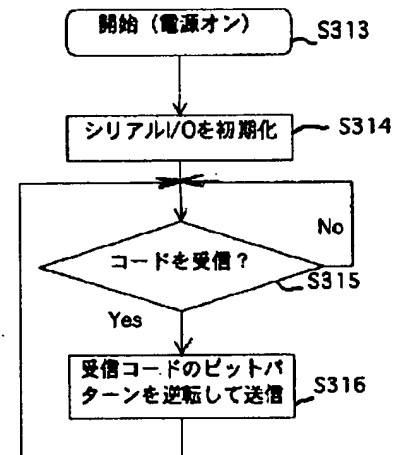 開始（電源オン）
S313
シリアルI/Oを初期化
S314
No
コードを受信？
S315
Yes
受信コードのビットパ
ターンを逆転して送信
S316